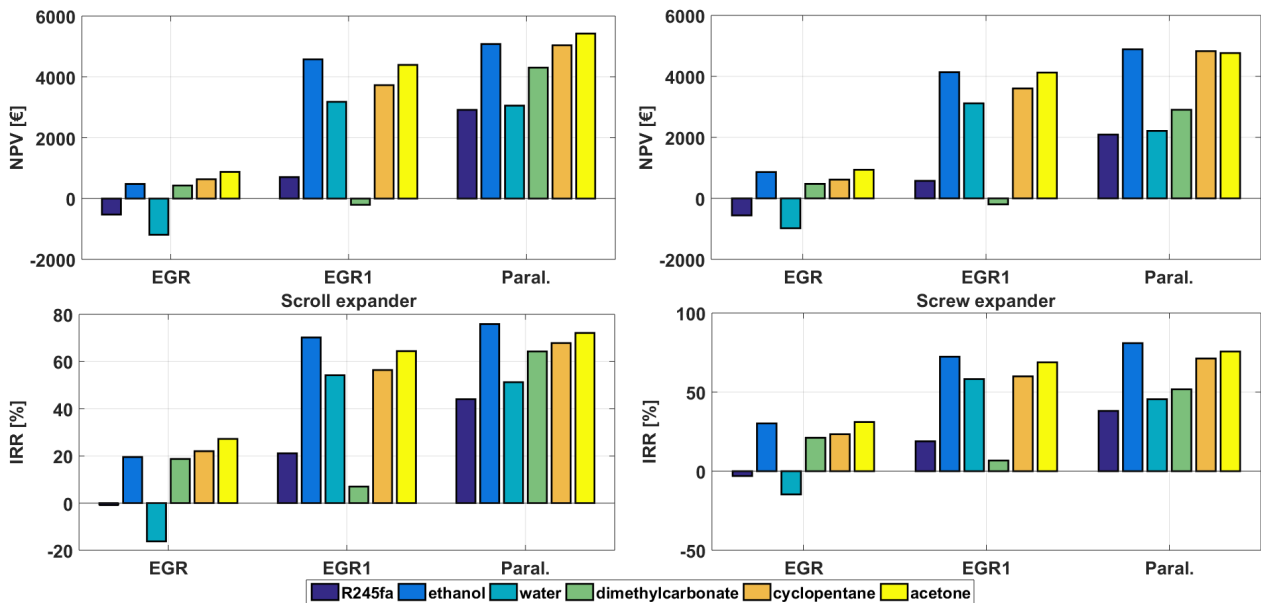 NPV [€]
6000
4000
2000
0
-2000
EGR
EGR1
Paral.
Scroll expander
NPV [€]
6000
4000
2000
0
-2000
EGR
EGR1
Paral.
Screw expander
IRR [%]
80
60
40
20
0
-20
EGR
EGR1
Paral.
IRR [%]
100
50
0
-50
EGR
EGR1
Paral.
R245fa ethanol water dimethylcarbonate cyclopentane acetone